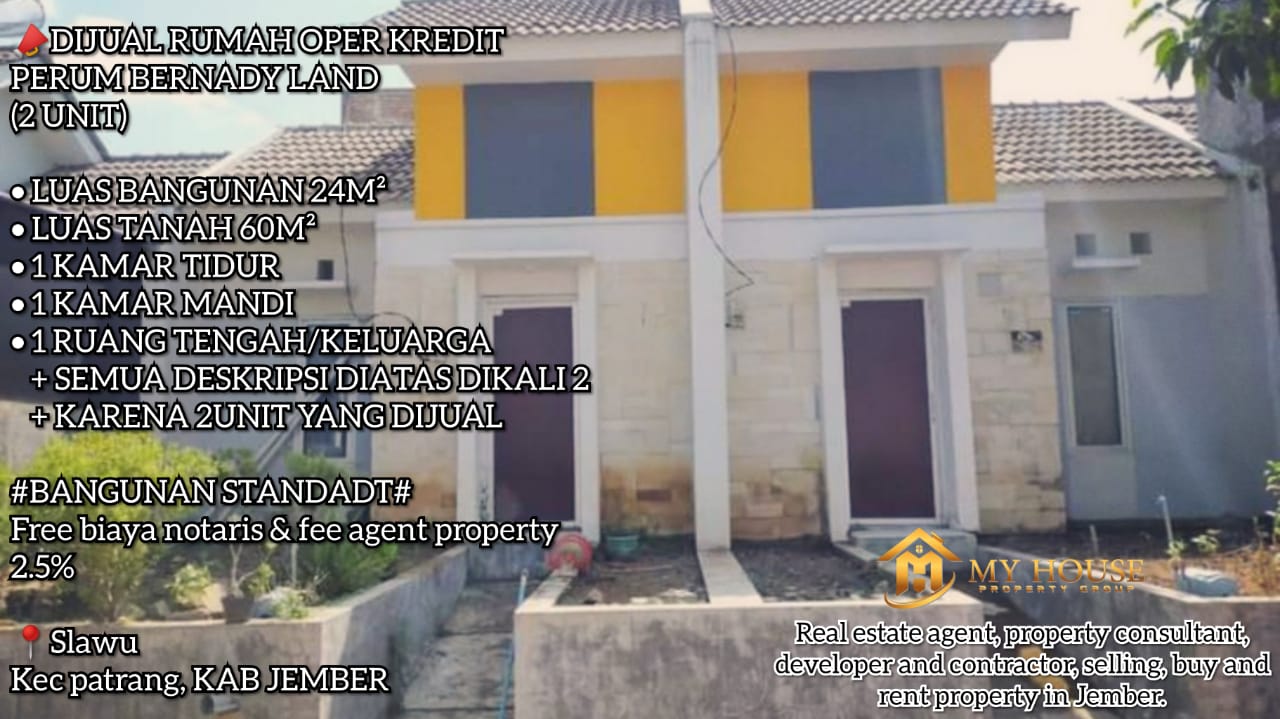 DIJUAL RUMAH OPER KREDIT
PERUM BERNADY LAND
(2 UNIT)
• LUAS BANGUNAN 24M²
• LUAS TANAH 60M²
• 1 KAMAR TIDUR
• 1 KAMAR MANDI
• 1 RUANG TENGAH/KELUARGA
+ SEMUA DESKRIPSI DIATAS DIKALI 2
+ KARENA 2UNIT YANG DIJUAL
#BANGUNAN STANDADT#
Free biaya notaris & fee agent property
2.5%
Slawu
Kec patrang, KAB JEMBER
MY HOUSE
PROPERTY GROUP
Real estate agent, property consultant,
developer and contractor, selling, buy and
rent property in Jember.